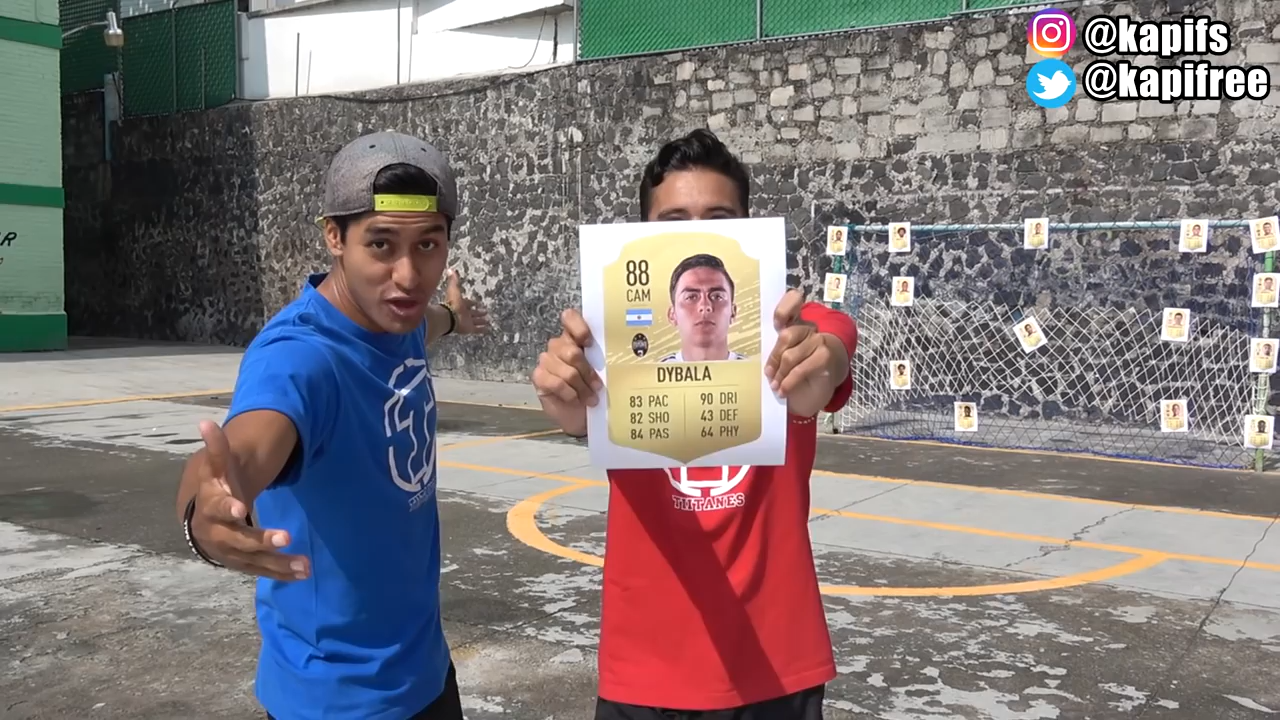 @kapifs
@kapifree
88
CAM
DYBALA
83 PAC 90 DRI
82 SHO 43 DEF
84 PAS 64 PHY
TITANES
R